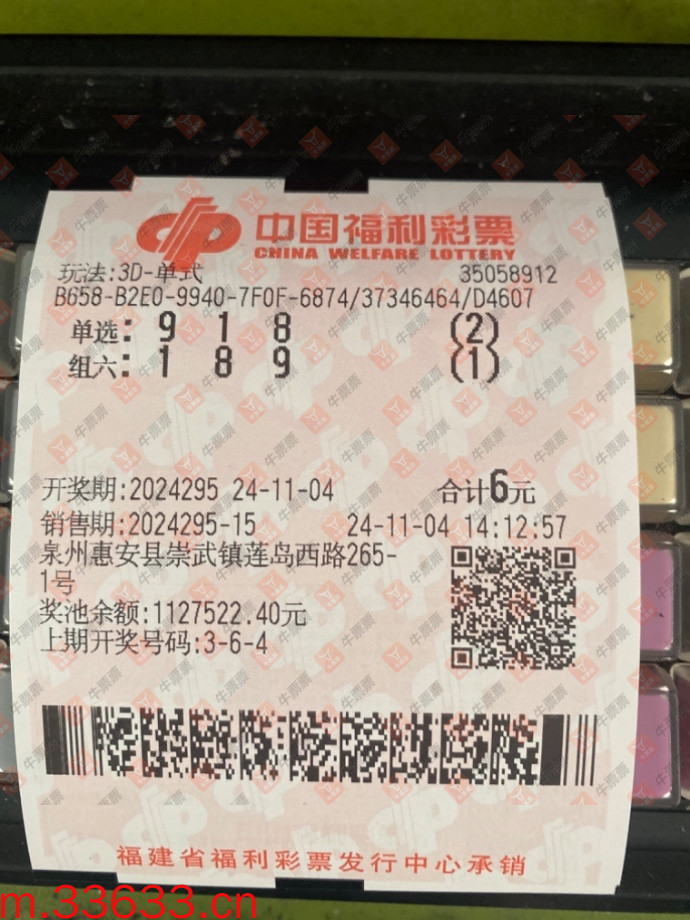 中国福利彩票
CHINA WELFARE LOTTERY
玩法:3D-单式 35058912
B658-B2E0-9940-7F0F-6874/37346464/D4607
单选: 9 1 8 (2)
组六: 1 8 9 (1)
开奖期:2024295 24-11-04 合计6元
销售期:2024295-15 24-11-04 14:12:57
泉州惠安县崇武镇莲岛西路265-
1号
奖池余额:1127522.40元
上期开奖号码:3-6-4
福建省福利彩票发行中心承销
m.33633.cn
牛票票